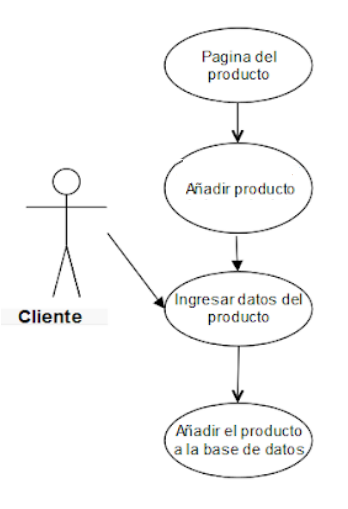 Pagina del
producto
Añadir producto
Ingresar datos del
producto
Cliente
Añadir el producto
a la base de datos